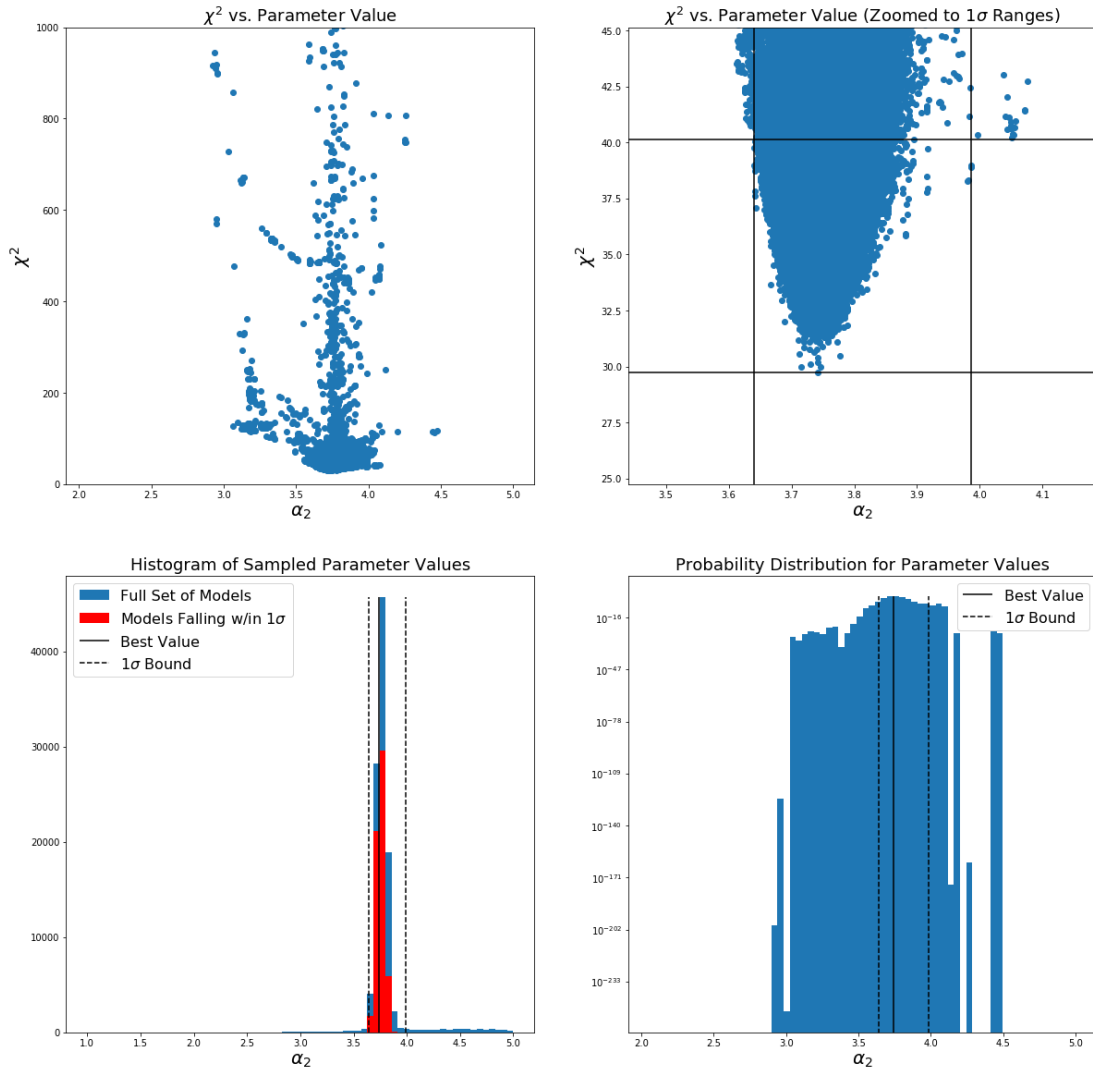 χ² vs. Parameter Value
1000
800
600
400
200
0
χ²
2.0 2.5 3.0 3.5 4.0 4.5 5.0
α₂
χ² vs. Parameter Value (Zoomed to 1σ Ranges)
45.0
42.5
40.0
37.5
35.0
32.5
30.0
27.5
25.0
χ²
3.5 3.6 3.7 3.8 3.9 4.0 4.1
α₂
Histogram of Sampled Parameter Values
Full Set of Models
Models Falling w/in 1σ
Best Value
1σ Bound
40000
30000
20000
10000
0
1.0 1.5 2.0 2.5 3.0 3.5 4.0 4.5 5.0
α₂
Probability Distribution for Parameter Values
Best Value
1σ Bound
10⁻¹⁶
10⁻⁴⁷
10⁻⁷⁸
10⁻¹⁰⁹
10⁻¹⁴⁰
10⁻¹⁷¹
10⁻²⁰²
10⁻²³³
2.0 2.5 3.0 3.5 4.0 4.5 5.0
α₂